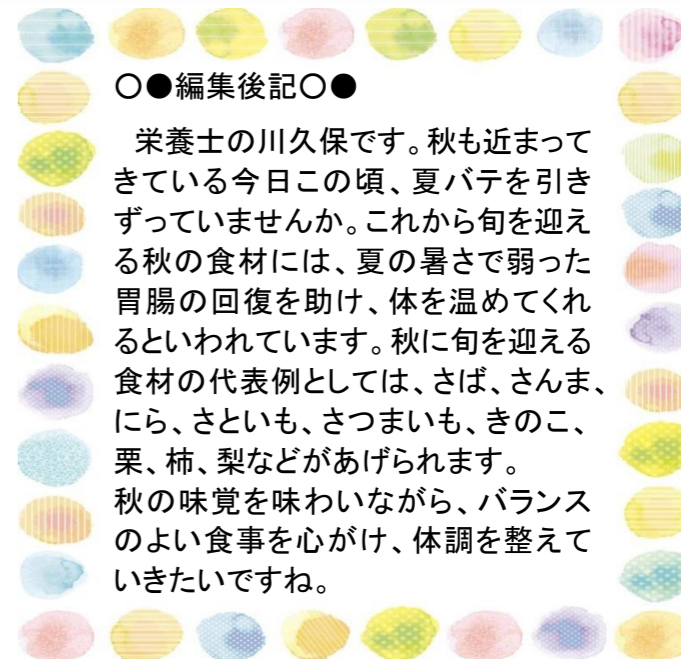 〇●編集後記〇●
栄養士の川久保です。秋も近まって
きている今日この頃、夏バテを引き
ずっていませんか。これから旬を迎え
る秋の食材には、夏の暑さで弱った
胃腸の回復を助け、体を温めてくれ
るといわれています。秋に旬を迎える
食材の代表例としては、さば、さんま、
にら、さといも、さつまいも、きのこ、
栗、柿、梨などがあげられます。
秋の味覚を味わいながら、バランス
のよい食事を心がけ、体調を整えて
いきたいですね。